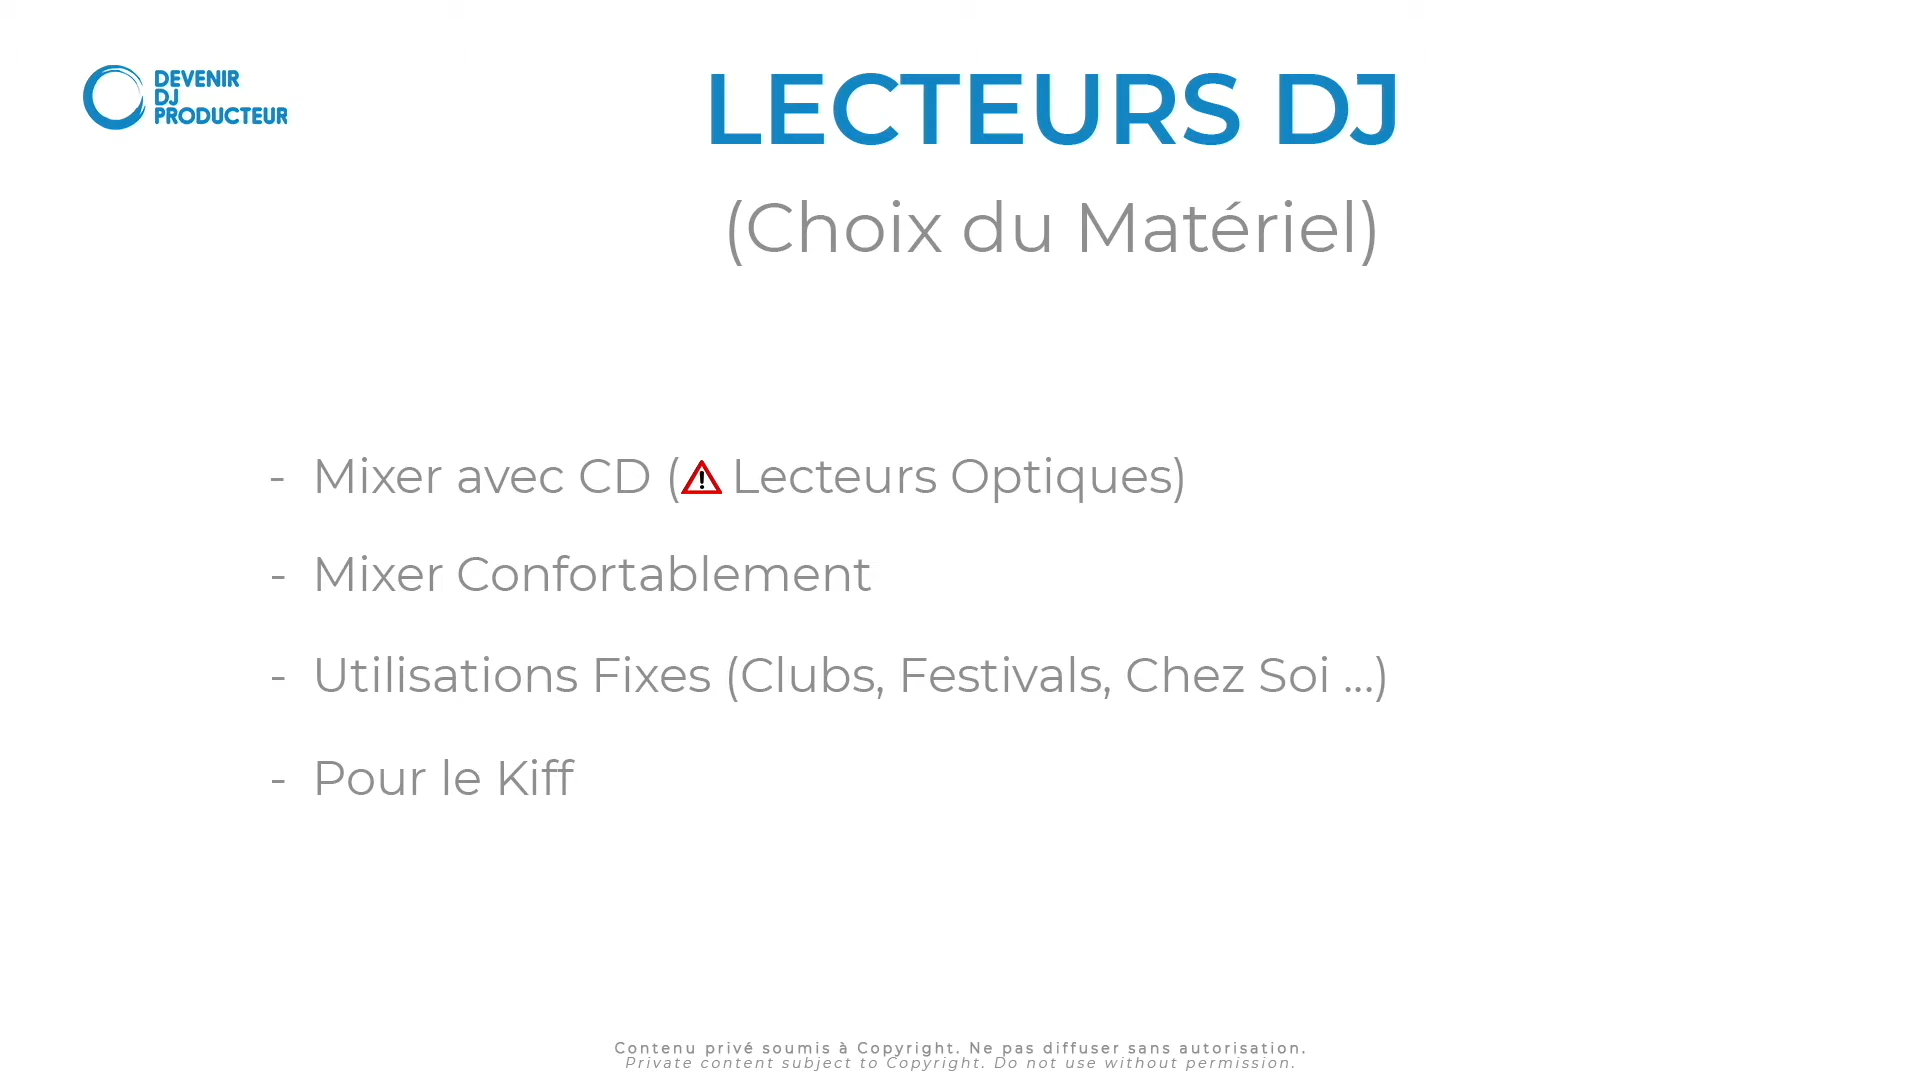 DEVENIR
DJ
PRODUCTEUR
LECTEURS DJ
(Choix du Matériel)
- Mixer avec CD (⚠ Lecteurs Optiques)
- Mixer Confortablement
- Utilisations Fixes (Clubs, Festivals, Chez Soi ...)
- Pour le Kiff
Contenu privé soumis à Copyright. Ne pas diffuser sans autorisation.
Private content subject to Copyright. Do not use without permission.